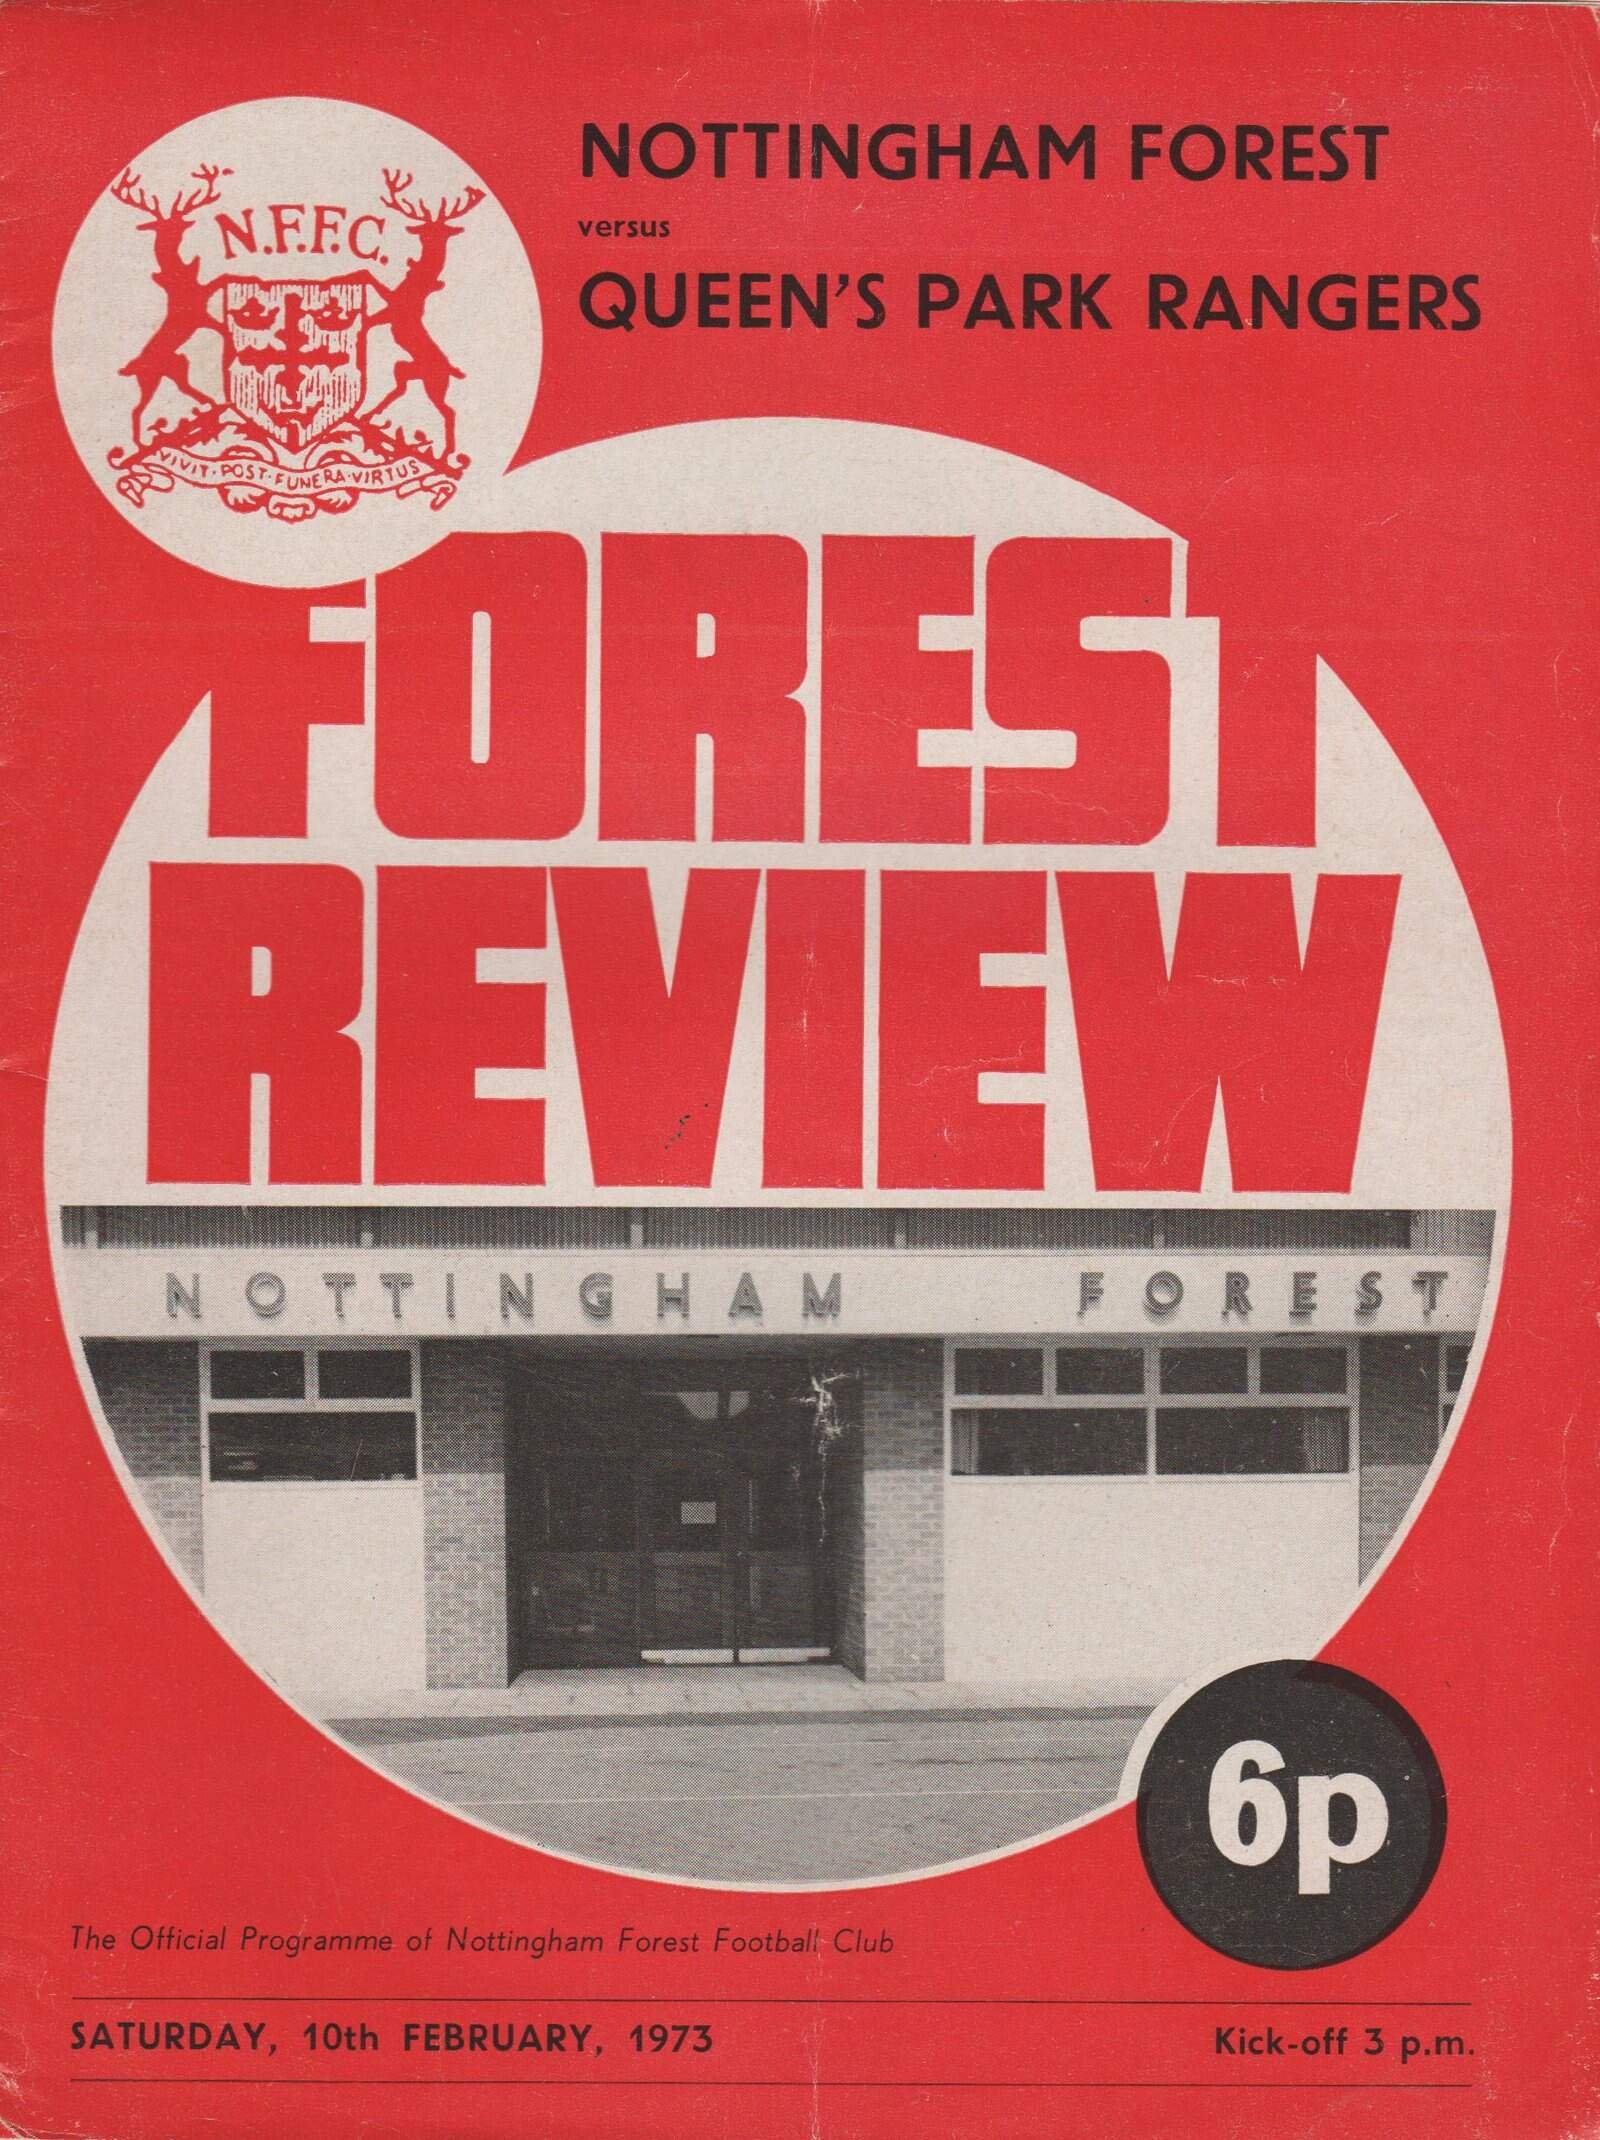 NOTTINGHAM FOREST
versus
QUEEN'S PARK RANGERS
N.F.F.C.
VIVIT·POST·FUNERA·VIRTUS
FOREST
REVIEW
NOTTINGHAM FOREST
6p
The Official Programme of Nottingham Forest Football Club
SATURDAY, 10th FEBRUARY, 1973
Kick-off 3 p.m.